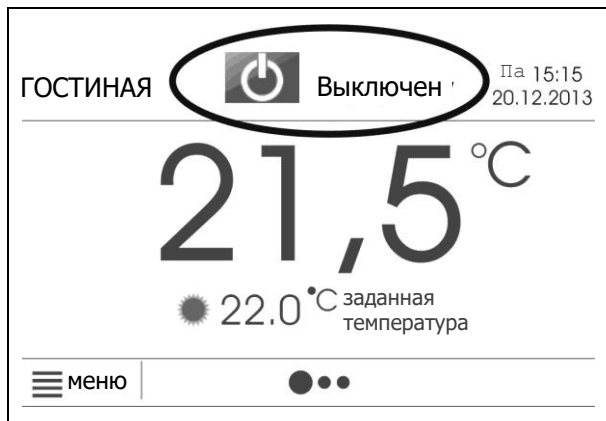 ГОСТИНАЯ
Выключен
Па 15:15
20.12.2013
21,5 °C
22.0 °C заданная
температура
меню